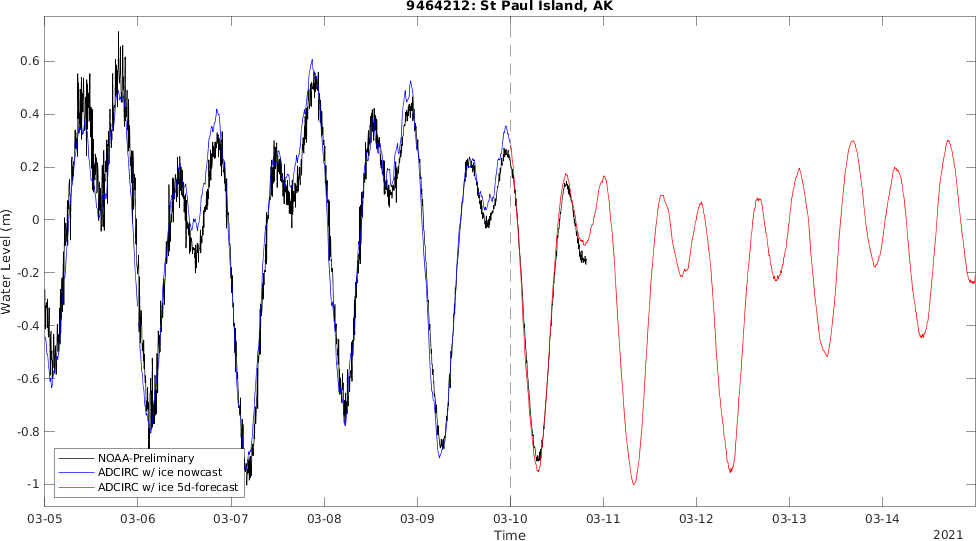 9464212: St Paul Island, AK
Water Level (m)
0.6
0.4
0.2
0
-0.2
-0.4
-0.6
-0.8
-1
NOAA-Preliminary
ADCIRC w/ ice nowcast
ADCIRC w/ ice 5d-forecast
03-05 03-06 03-07 03-08 03-09 03-10 03-11 03-12 03-13 03-14
Time
2021